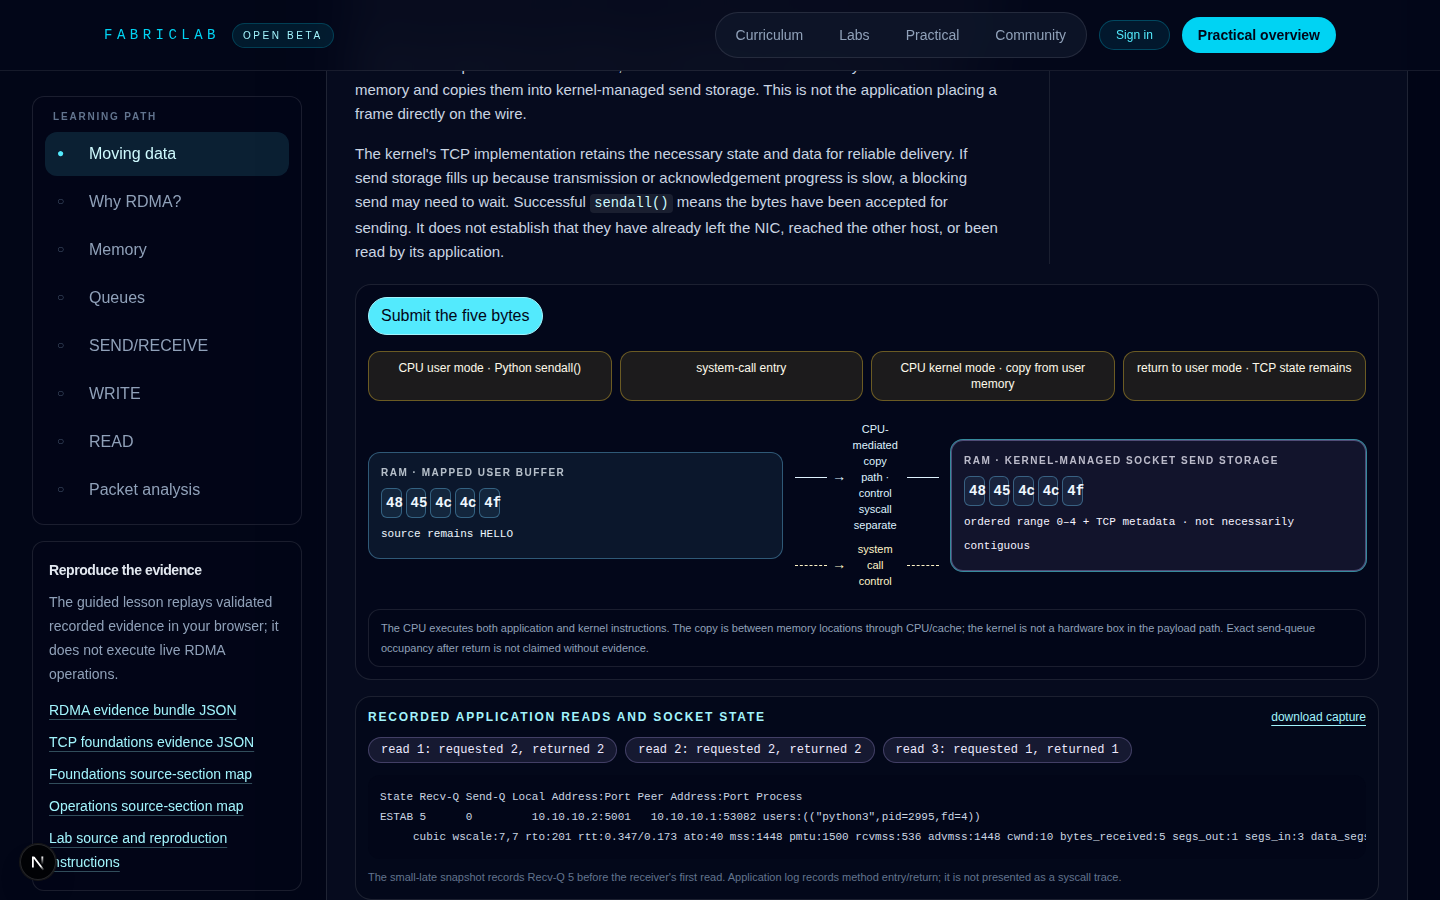 FABRICLAB
OPEN BETA
Curriculum
Labs
Practical
Community
Sign in
Practical overview
LEARNING PATH
Moving data
Why RDMA?
Memory
Queues
SEND/RECEIVE
WRITE
READ
Packet analysis
Reproduce the evidence
The guided lesson replays validated
recorded evidence in your browser; it
does not execute live RDMA
operations.
RDMA evidence bundle JSON
TCP foundations evidence JSON
Foundations source-section map
Operations source-section map
Lab source and reproduction
instructions
memory and copies them into kernel-managed send storage. This is not the application placing a
frame directly on the wire.
The kernel's TCP implementation retains the necessary state and data for reliable delivery. If
send storage fills up because transmission or acknowledgement progress is slow, a blocking
send may need to wait. Successful sendall() means the bytes have been accepted for
sending. It does not establish that they have already left the NIC, reached the other host, or been
read by its application.
Submit the five bytes
CPU user mode · Python sendall()
system-call entry
CPU kernel mode · copy from user
memory
return to user mode · TCP state remains
RAM · MAPPED USER BUFFER
48 45 4c 4c 4f
source remains HELLO
→
CPU-
mediated
copy
path ·
control
syscall
separate
→
system
call
control
RAM · KERNEL-MANAGED SOCKET SEND STORAGE
48 45 4c 4c 4f
ordered range 0–4 + TCP metadata · not necessarily
contiguous
The CPU executes both application and kernel instructions. The copy is between memory locations through CPU/cache; the kernel is not a hardware box in the payload path. Exact send-queue
occupancy after return is not claimed without evidence.
RECORDED APPLICATION READS AND SOCKET STATE
download capture
read 1: requested 2, returned 2
read 2: requested 2, returned 2
read 3: requested 1, returned 1
State Recv-Q Send-Q Local Address:Port Peer Address:Port Process
ESTAB 5      0         10.10.10.2:5001   10.10.10.1:53082 users:(("python3",pid=2995,fd=4))
cubic wscale:7,7 rto:201 rtt:0.347/0.173 ato:40 mss:1448 pmtu:1500 rcvmss:536 advmss:1448 cwnd:10 bytes_received:5 segs_out:1 segs_in:3 data_segs
The small-late snapshot records Recv-Q 5 before the receiver's first read. Application log records method entry/return; it is not presented as a syscall trace.